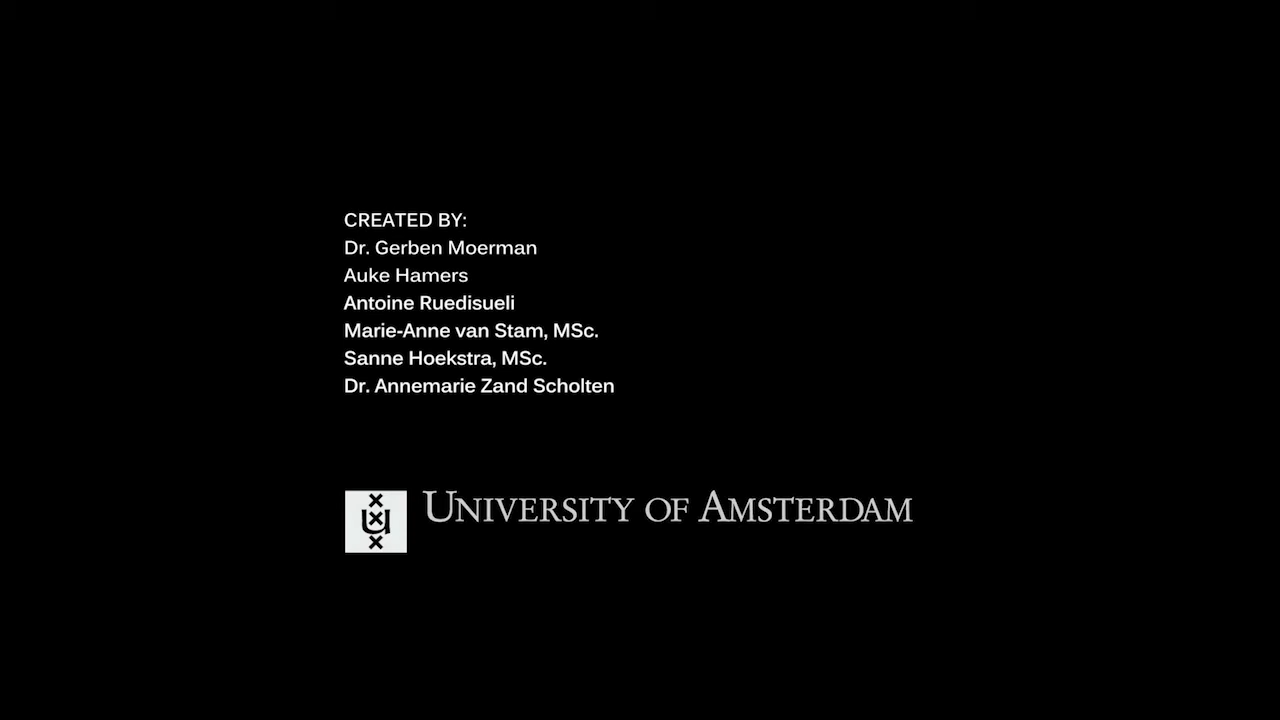 CREATED BY:
Dr. Gerben Moerman
Auke Hamers
Antoine Ruedisueli
Marie-Anne van Stam, MSc.
Sanne Hoekstra, MSc.
Dr. Annemarie Zand Scholten
UNIVERSITY OF AMSTERDAM